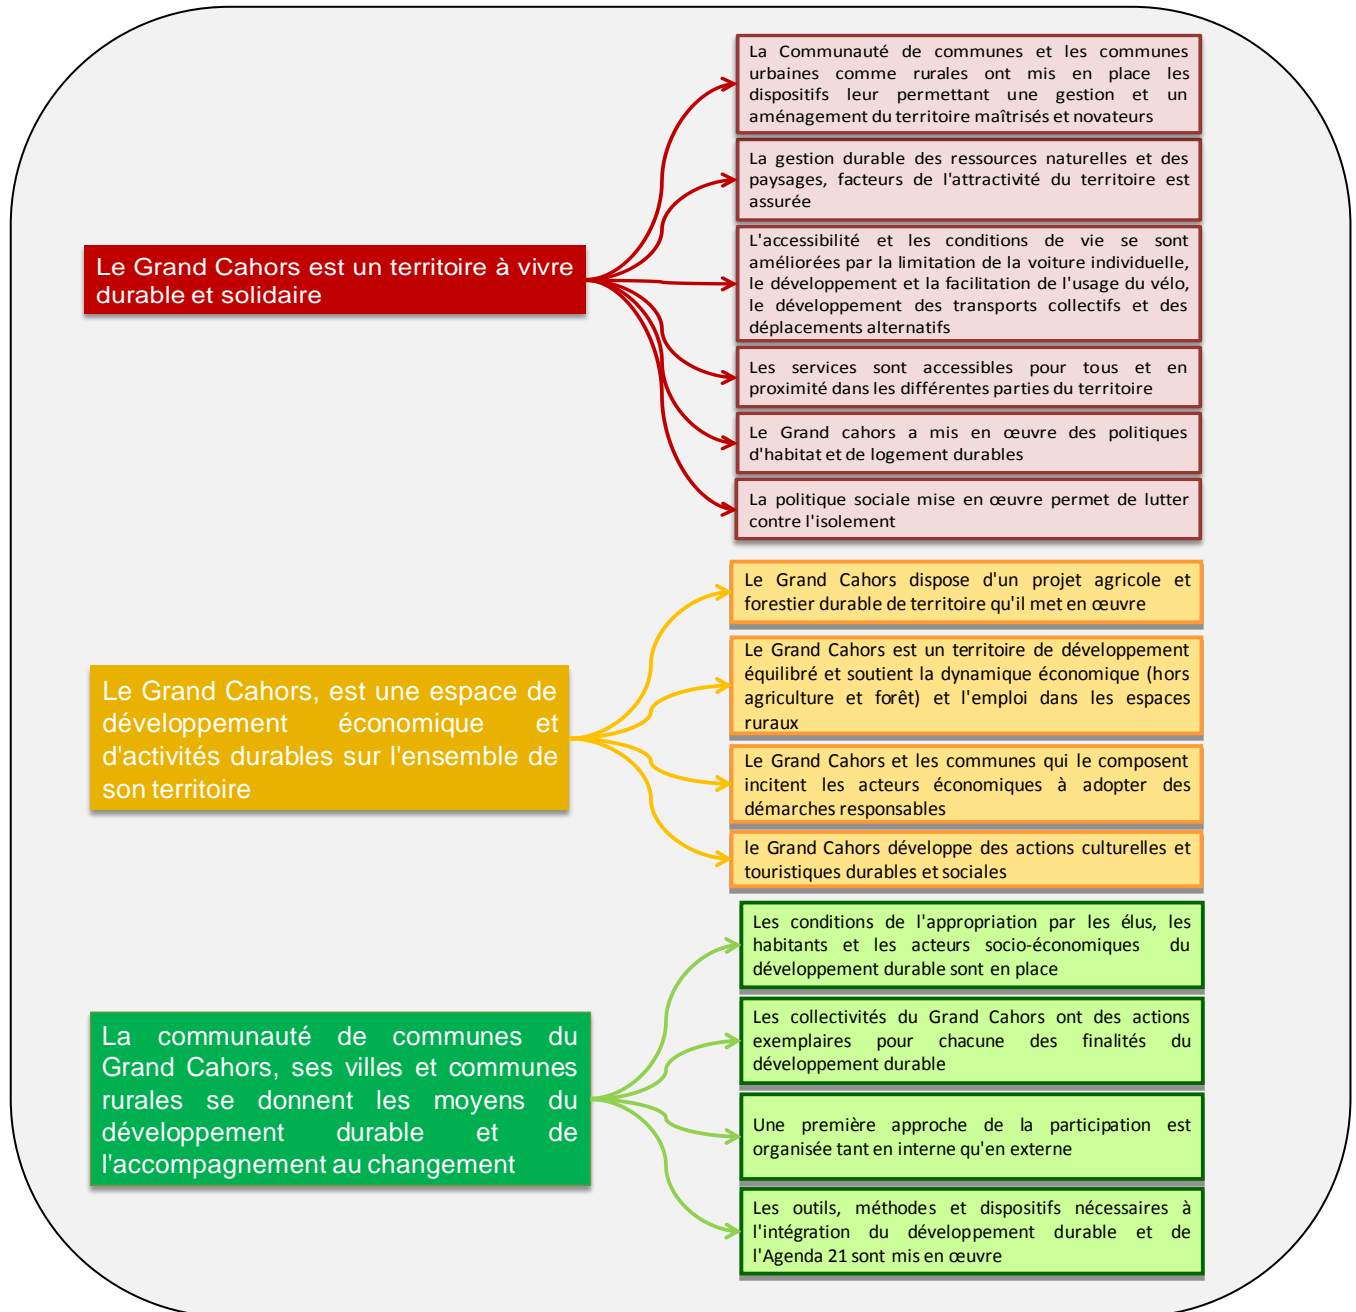 La Communauté de communes et les communes
urbaines comme rurales ont mis en place les
dispositifs leur permettant une gestion et un
aménagement du territoire maîtrisés et novateurs
La gestion durable des ressources naturelles et des
paysages, facteurs de l'attractivité du territoire est
assurée
Le Grand Cahors est un territoire à vivre
durable et solidaire
L'accessibilité et les conditions de vie se sont
améliorées par la limitation de la voiture individuelle,
le développement et la facilitation de l'usage du vélo,
le développement des transports collectifs et des
déplacements alternatifs
Les services sont accessibles pour tous et en
proximité dans les différentes parties du territoire
Le Grand cahors a mis en œuvre des politiques
d'habitat et de logement durables
La politique sociale mise en œuvre permet de lutter
contre l'isolement
Le Grand Cahors dispose d'un projet agricole et
forestier durable de territoire qu'il met en œuvre
Le Grand Cahors est un territoire de développement
équilibré et soutient la dynamique économique (hors
agriculture et forêt) et l'emploi dans les espaces
ruraux
Le Grand Cahors, est une espace de
développement économique et
d'activités durables sur l'ensemble de
son territoire
Le Grand Cahors et les communes qui le composent
incitent les acteurs économiques à adopter des
démarches responsables
le Grand Cahors développe des actions culturelles et
touristiques durables et sociales
Les conditions de l'appropriation par les élus, les
habitants et les acteurs socio-économiques du
développement durable sont en place
Les collectivités du Grand Cahors ont des actions
exemplaires pour chacune des finalités du
développement durable
La communauté de communes du
Grand Cahors, ses villes et communes
rurales se donnent les moyens du
développement durable et de
l'accompagnement au changement
Une première approche de la participation est
organisée tant en interne qu'en externe
Les outils, méthodes et dispositifs nécessaires à
l'intégration du développement durable et de
l'Agenda 21 sont mis en œuvre